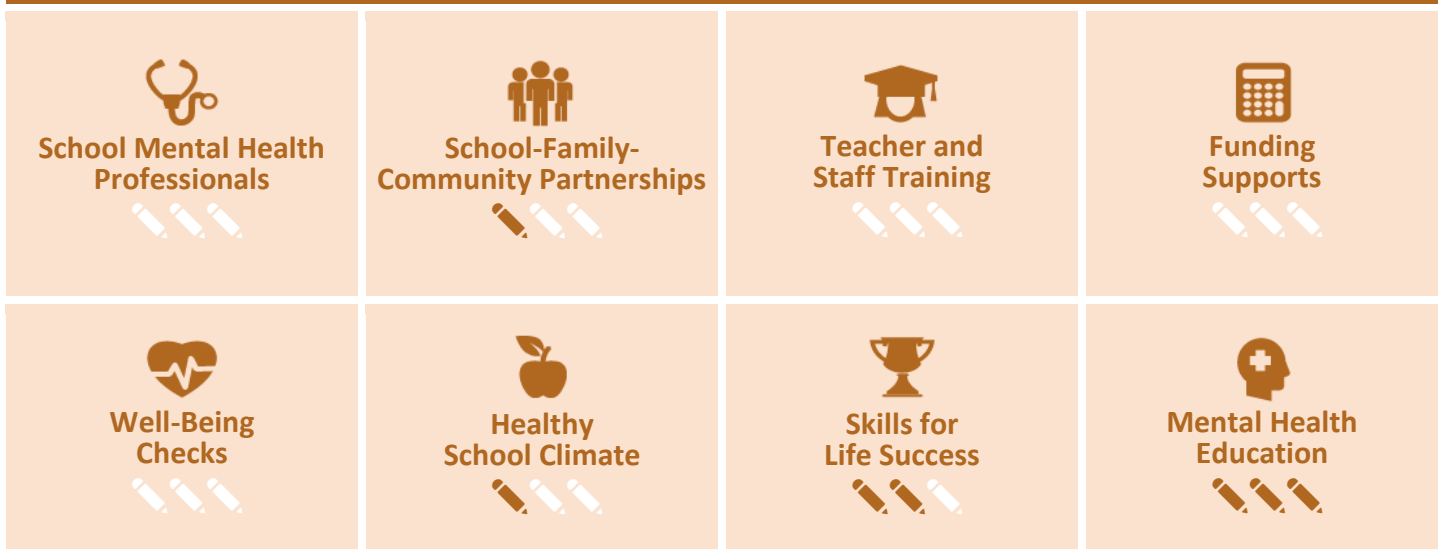 School Mental Health
Professionals
School-Family-
Community Partnerships
Teacher and
Staff Training
Funding
Supports
Well-Being
Checks
Healthy
School Climate
Skills for
Life Success
Mental Health
Education